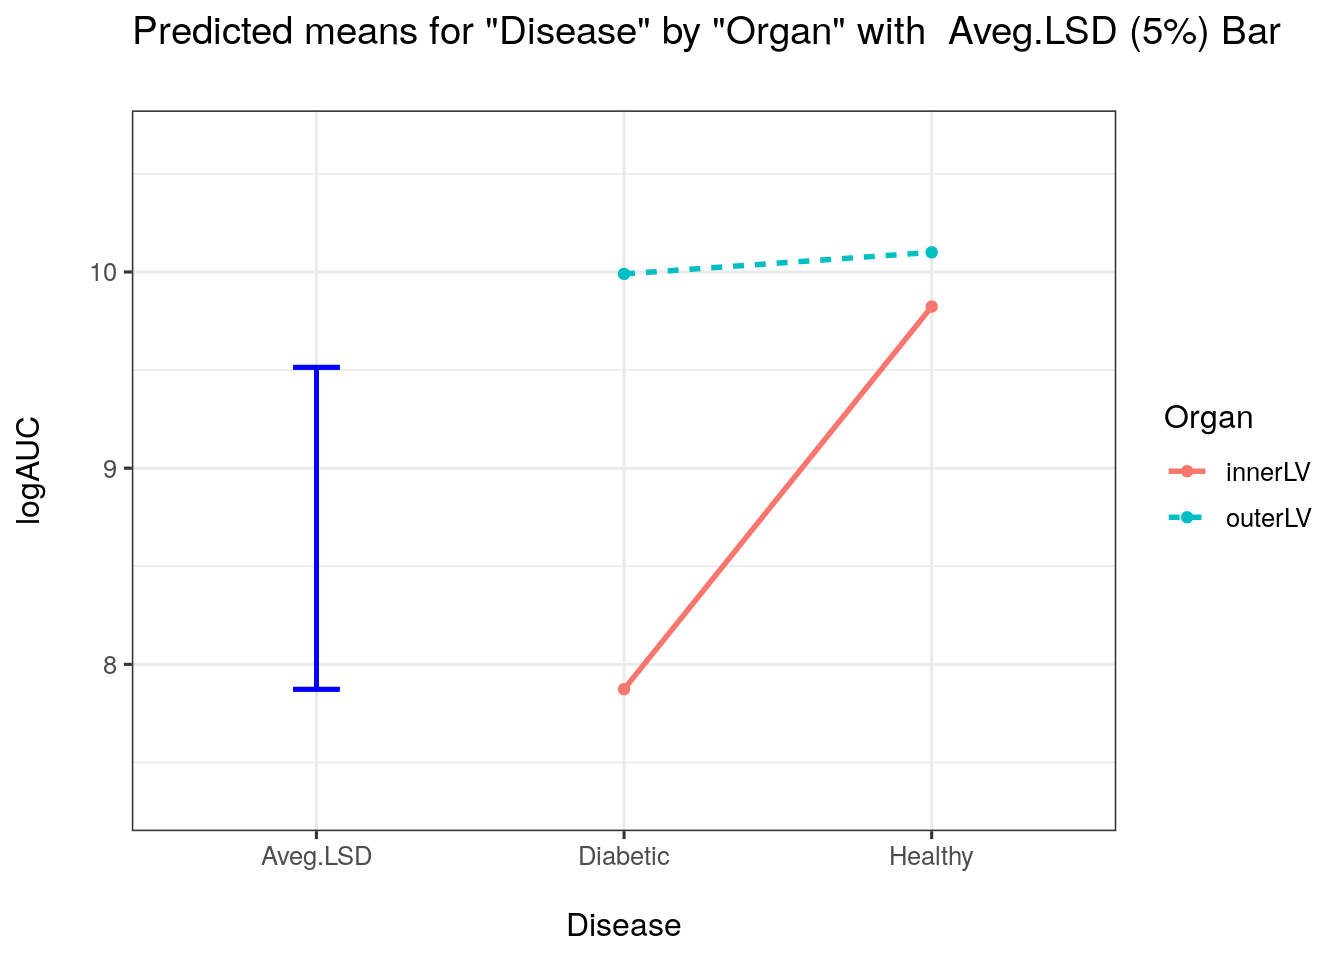 Predicted means for "Disease" by "Organ" with  Aveg.LSD (5%) Bar
10
9
8
logAUC
Aveg.LSD
Diabetic
Healthy
Disease
Organ
innerLV
outerLV